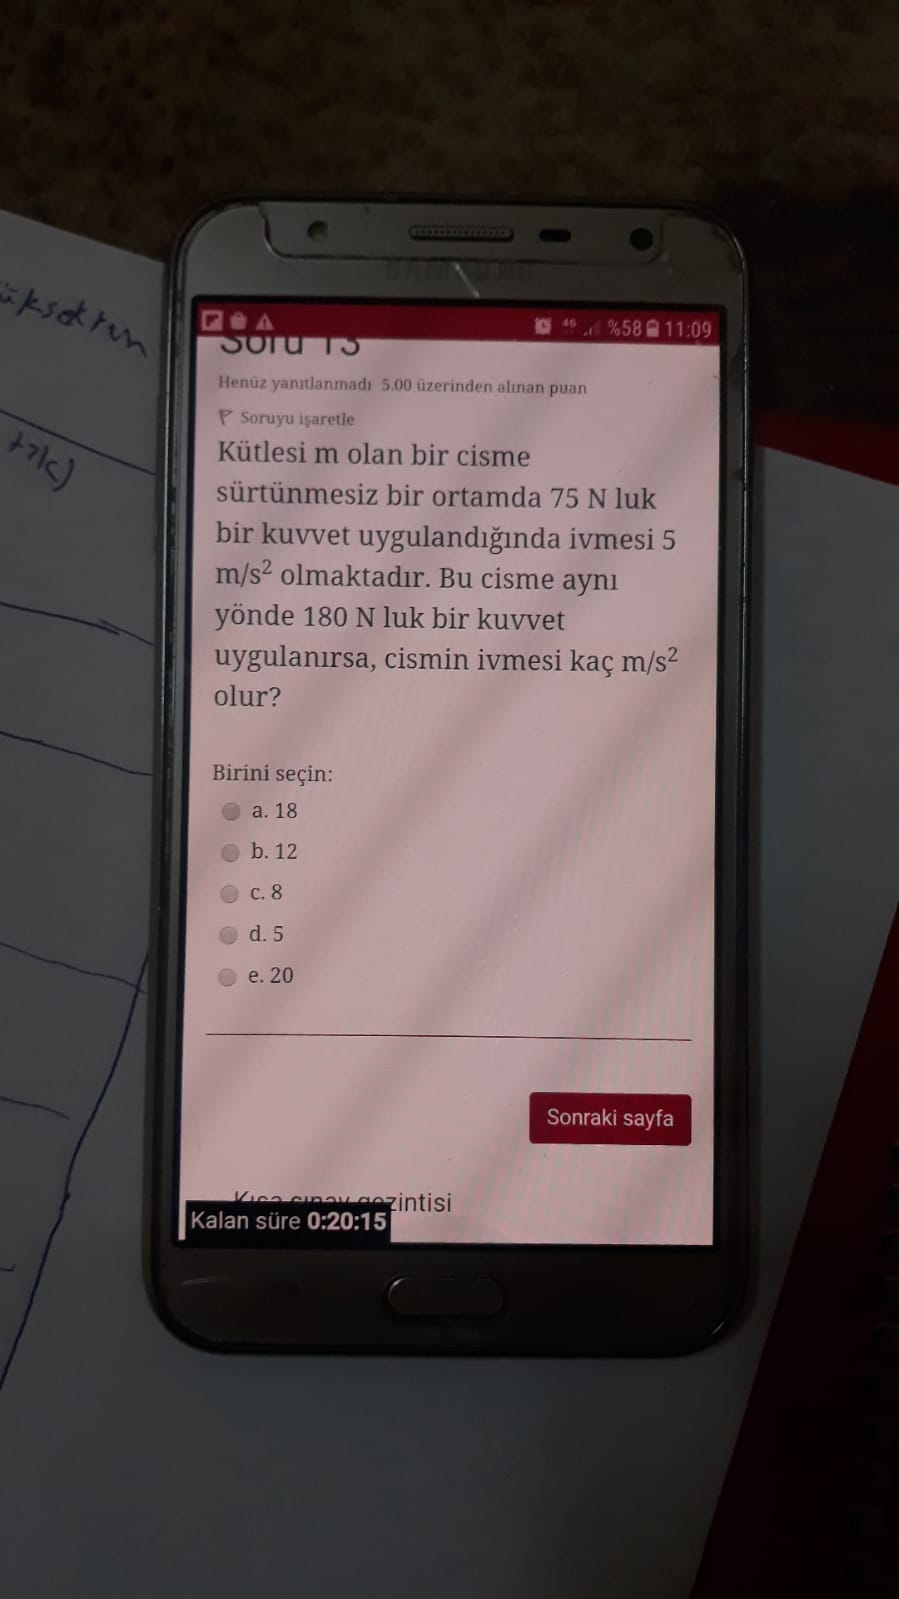 üksekten
%58 11:09
Soru 13
Henüz yanıtlanmadı 5.00 üzerinden alınan puan
Soruyu işaretle
Kütlesi m olan bir cisme
sürtünmesiz bir ortamda 75 N luk
bir kuvvet uygulandığında ivmesi 5
m/s² olmaktadır. Bu cisme aynı
yönde 180 N luk bir kuvvet
uygulanırsa, cismin ivmesi kaç m/s²
olur?
Birini seçin:
a. 18
b. 12
c. 8
d. 5
e. 20
Sonraki sayfa
Kısa sınav gezintisi
Kalan süre 0:20:15